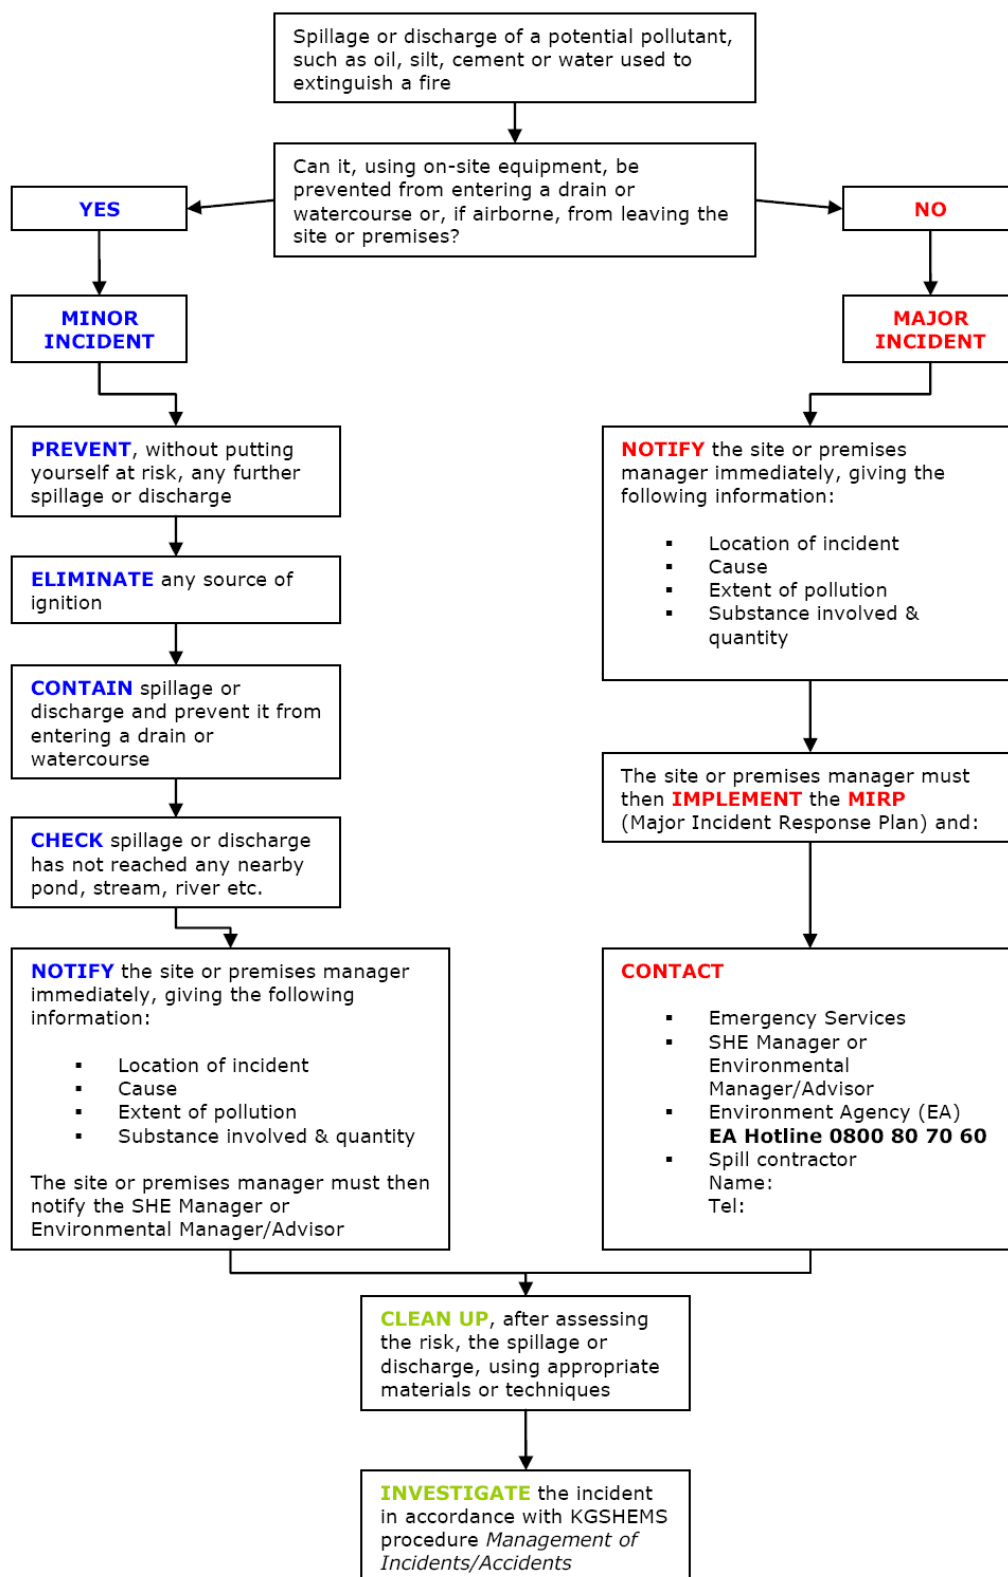 Spillage or discharge of a potential pollutant,
such as oil, silt, cement or water used to
extinguish a fire
Can it, using on-site equipment, be
prevented from entering a drain or
watercourse or, if airborne, from leaving the
site or premises?
YES
NO
MINOR
INCIDENT
MAJOR
INCIDENT
PREVENT, without putting
yourself at risk, any further
spillage or discharge
ELIMINATE any source of
ignition
CONTAIN spillage or
discharge and prevent it from
entering a drain or
watercourse
CHECK spillage or discharge
has not reached any nearby
pond, stream, river etc.
NOTIFY the site or premises manager
immediately, giving the following
information:
▪ Location of incident
▪ Cause
▪ Extent of pollution
▪ Substance involved & quantity
The site or premises manager must then
notify the SHE Manager or
Environmental Manager/Advisor
NOTIFY the site or premises
manager immediately, giving the
following information:
▪ Location of incident
▪ Cause
▪ Extent of pollution
▪ Substance involved &
quantity
The site or premises manager must
then IMPLEMENT the MIRP
(Major Incident Response Plan) and:
CONTACT
▪ Emergency Services
▪ SHE Manager or
Environmental
Manager/Advisor
▪ Environment Agency (EA)
EA Hotline 0800 80 70 60
▪ Spill contractor
Name:
Tel:
CLEAN UP, after assessing
the risk, the spillage or
discharge, using appropriate
materials or techniques
INVESTIGATE the incident
in accordance with KGSHEMS
procedure Management of
Incidents/Accidents